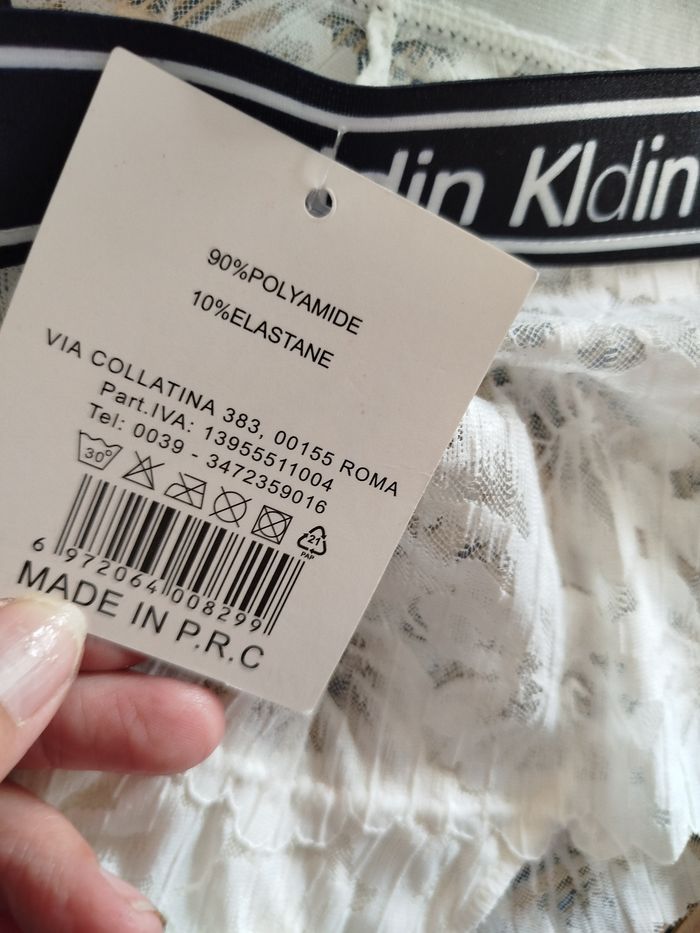 Kldin
90%POLYAMIDE
10%ELASTANE
VIA COLLATINA 383, 00155 ROMA
Part.IVA: 13955511004
Tel: 0039 - 3472359016
30°
21
PAP
6 972064 008299
MADE IN P.R.C